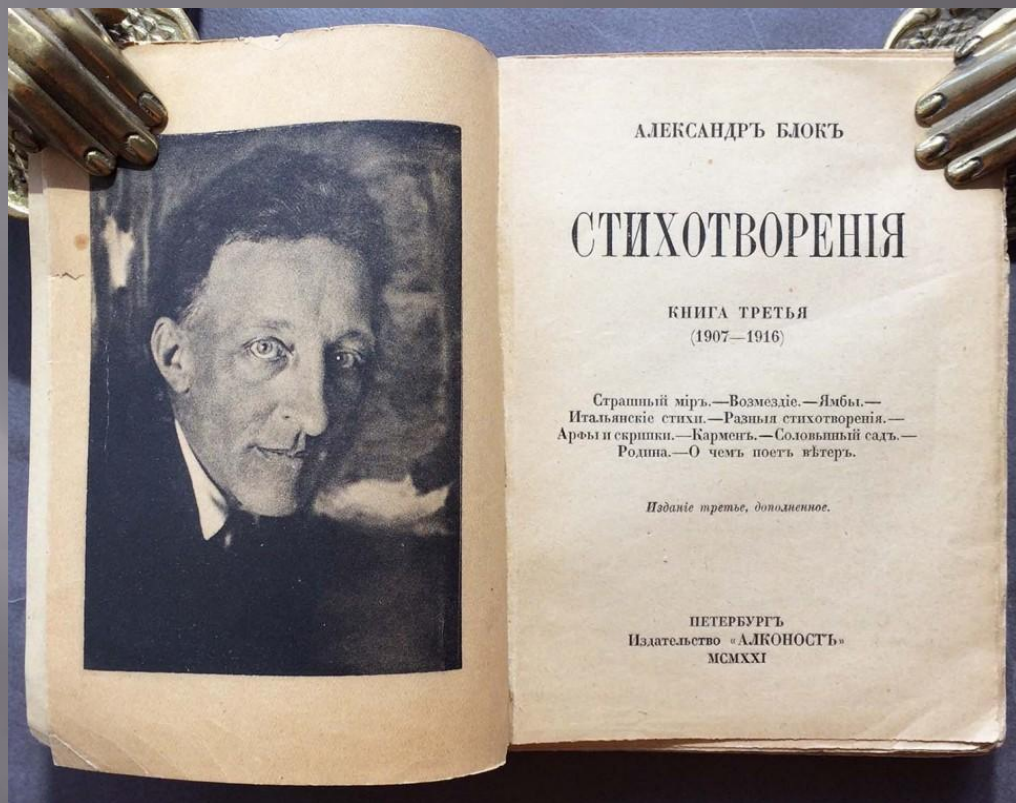 АЛЕКСАНДРЪ БЛОКЪ
СТИХОТВОРЕНІЯ
КНИГА ТРЕТЬЯ
(1907—1916)
Страшный міръ.—Возмездіе.—Ямбы.—
Итальянскіе стихи.—Разныя стихотворенія.—
Арфы и скрипки.—Карменъ.—Соловьиный садъ.—
Родина.—О чемъ поетъ вѣтеръ.
Изданіе третье, дополненное.
ПЕТЕРБУРГЪ
Издательство «АЛКОНОСТЪ»
MCMXXI